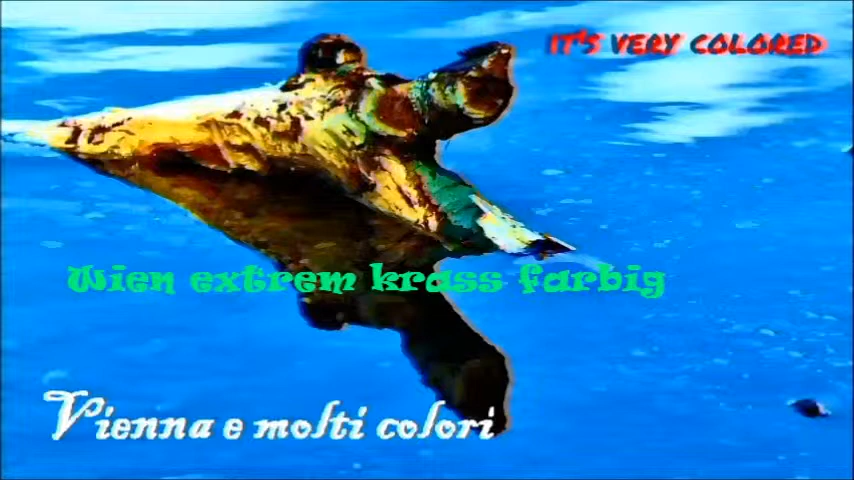 IT'S VERY COLORED
Wien extrem krass farbig
Vienna e molti colori